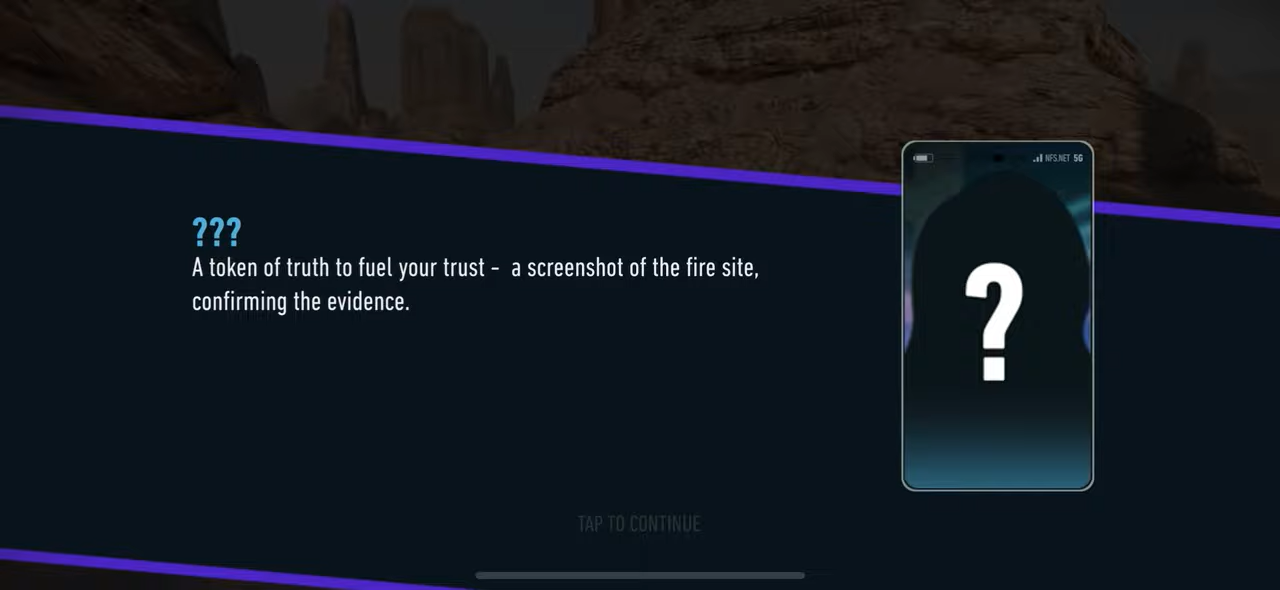 NFS.NET 5G
???
A token of truth to fuel your trust -  a screenshot of the fire site,
confirming the evidence.
?
TAP TO CONTINUE